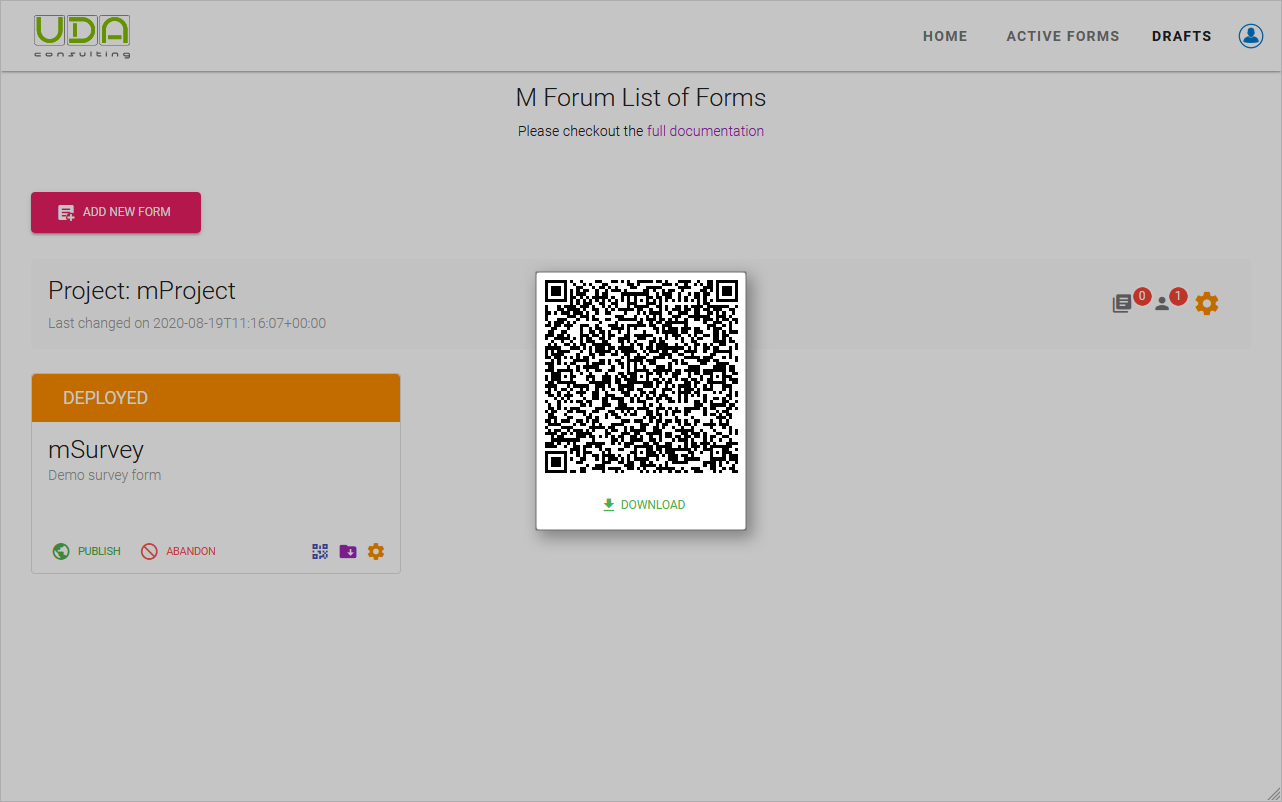 UDA
consulting
HOME
ACTIVE FORMS
DRAFTS
M Forum List of Forms
Please checkout the full documentation
ADD NEW FORM
Project: mProject
Last changed on 2020-08-19T11:16:07+00:00
0
1
DEPLOYED
mSurvey
Demo survey form
PUBLISH
ABANDON
DOWNLOAD